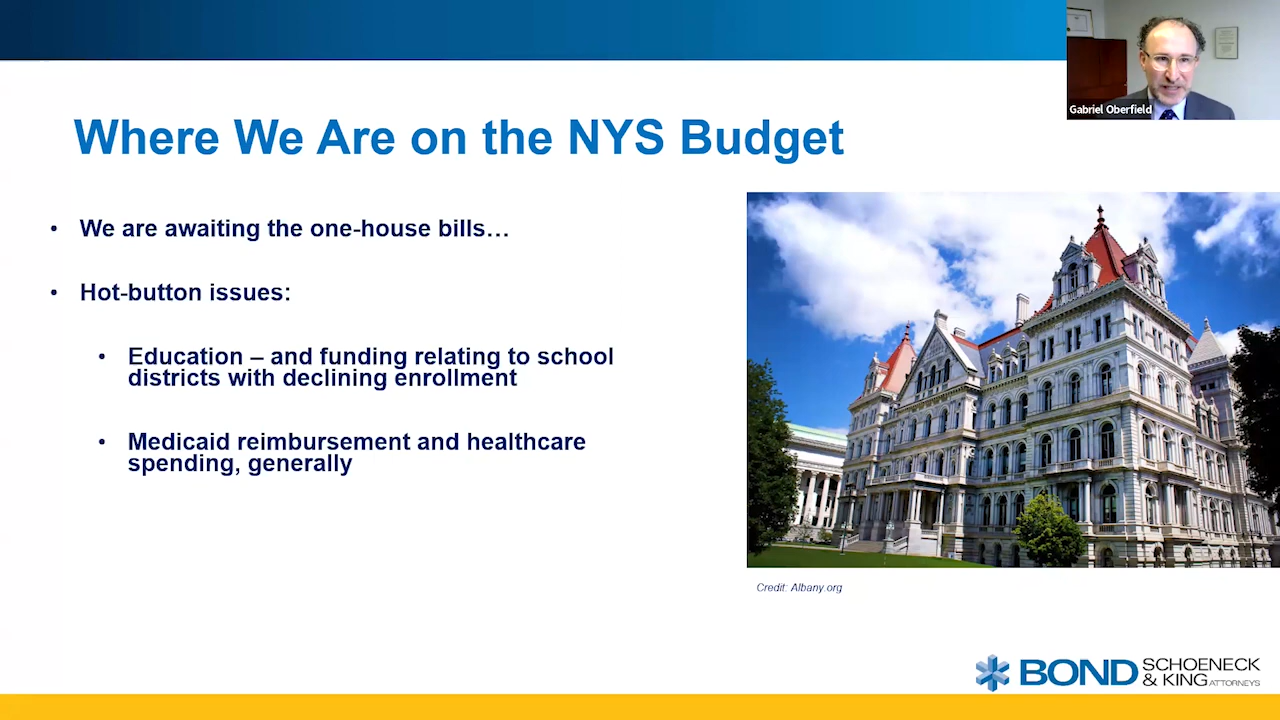 Gabriel Oberfield
Where We Are on the NYS Budget
• We are awaiting the one-house bills…
• Hot-button issues:
• Education – and funding relating to school
districts with declining enrollment
• Medicaid reimbursement and healthcare
spending, generally
Credit: Albany.org
BOND SCHOENECK
& KING ATTORNEYS